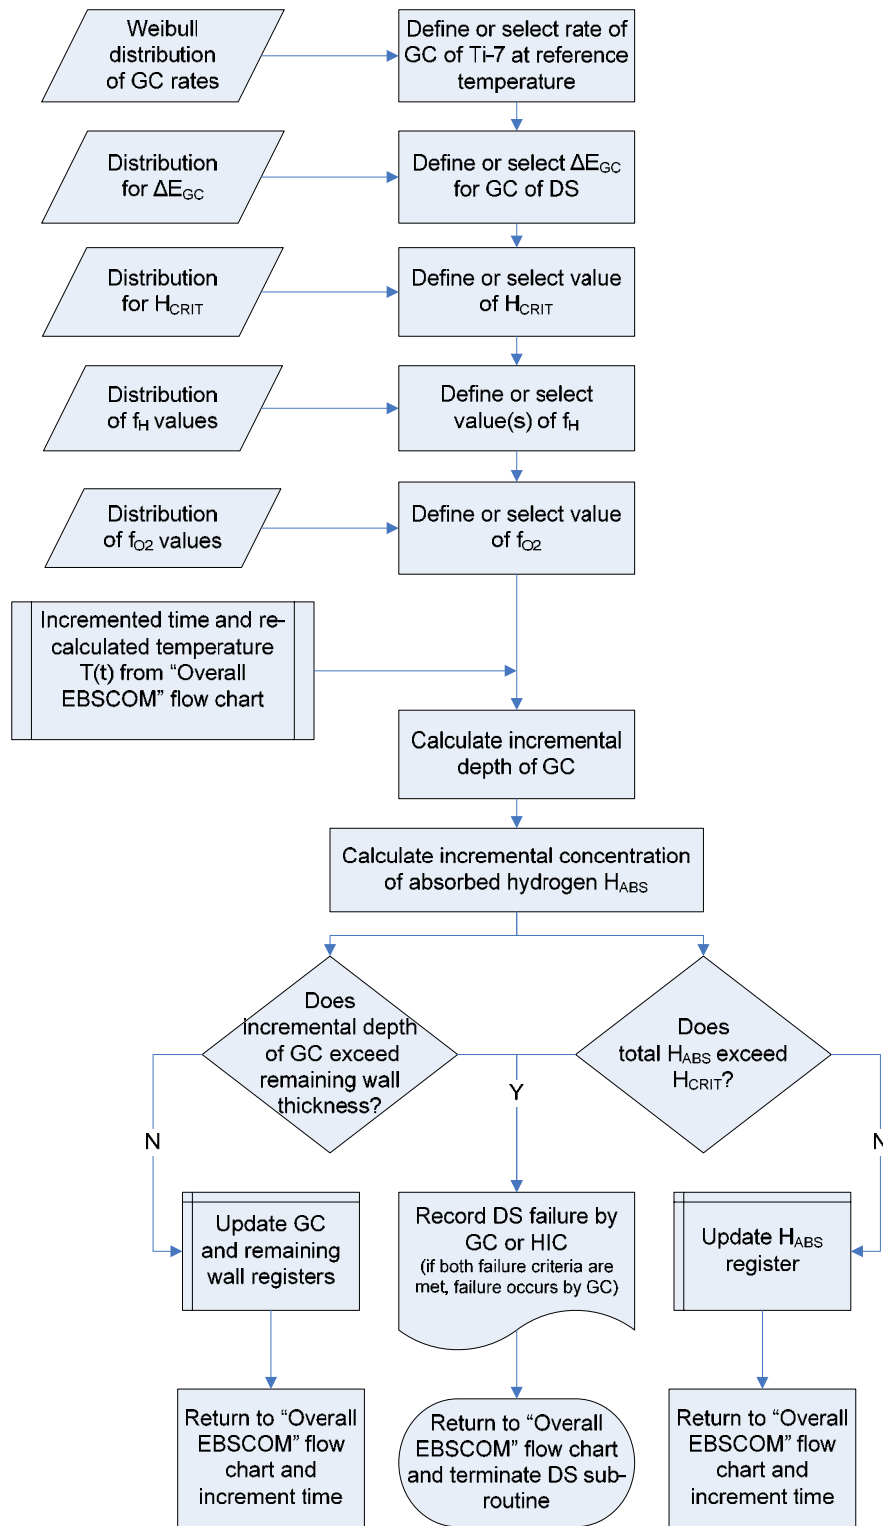 Weibull
distribution
of GC rates
Define or select rate of
GC of Ti-7 at reference
temperature
Distribution
for ΔE_GC
Define or select ΔE_GC
for GC of DS
Distribution
for H_CRIT
Define or select value
of H_CRIT
Distribution
of f_H values
Define or select
value(s) of f_H
Distribution
of f_O2 values
Define or select value
of f_O2
Incremented time and re-
calculated temperature
T(t) from “Overall
EBSCOM” flow chart
Calculate incremental
depth of GC
Calculate incremental concentration
of absorbed hydrogen H_ABS
Does
incremental depth
of GC exceed
remaining wall
thickness?
Does
total H_ABS exceed
H_CRIT?
Y
N
N
Update GC
and remaining
wall registers
Record DS failure by
GC or HIC
(if both failure criteria are
met, failure occurs by GC)
Update H_ABS
register
Return to “Overall
EBSCOM” flow
chart and
increment time
Return to “Overall
EBSCOM” flow chart
and terminate DS sub-
routine
Return to “Overall
EBSCOM” flow
chart and
increment time